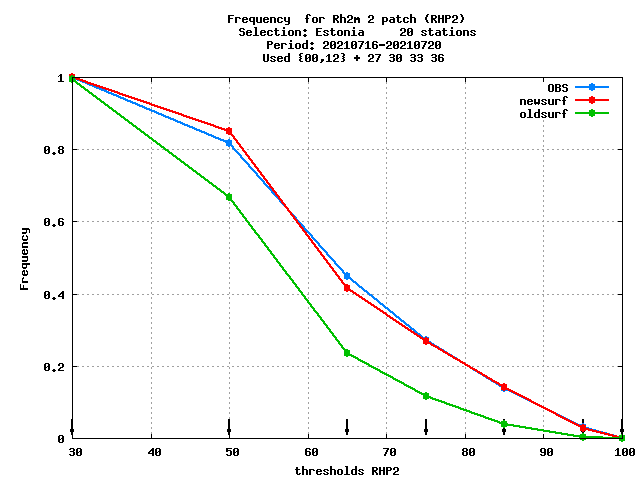 Frequency  for Rh2m 2 patch (RHP2)
Selection: Estonia     20 stations
Period: 20210716-20210720
Used {00,12} + 27 30 33 36
OBS
newsurf
oldsurf
1
0.8
0.6
0.4
0.2
0
Frequency
30 40 50 60 70 80 90 100
thresholds RHP2